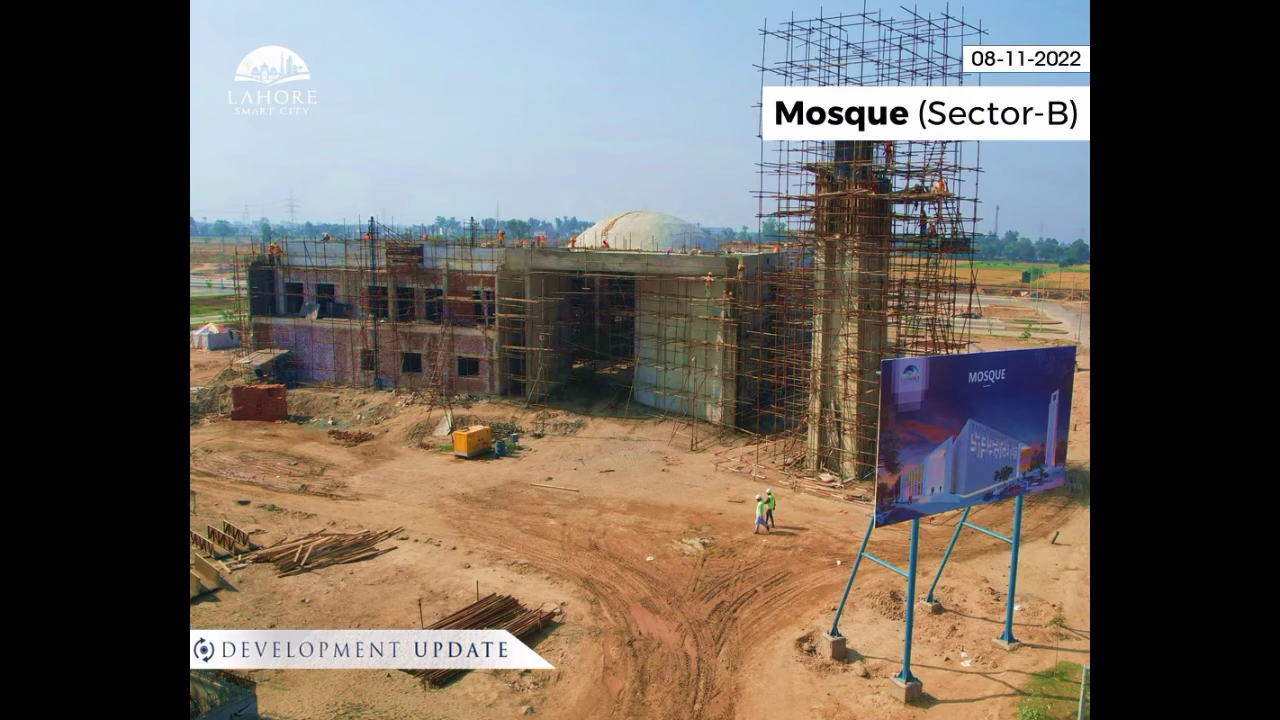 LAHORE
SMART CITY
08-11-2022
Mosque (Sector-B)
MOSQUE
DEVELOPMENT UPDATE